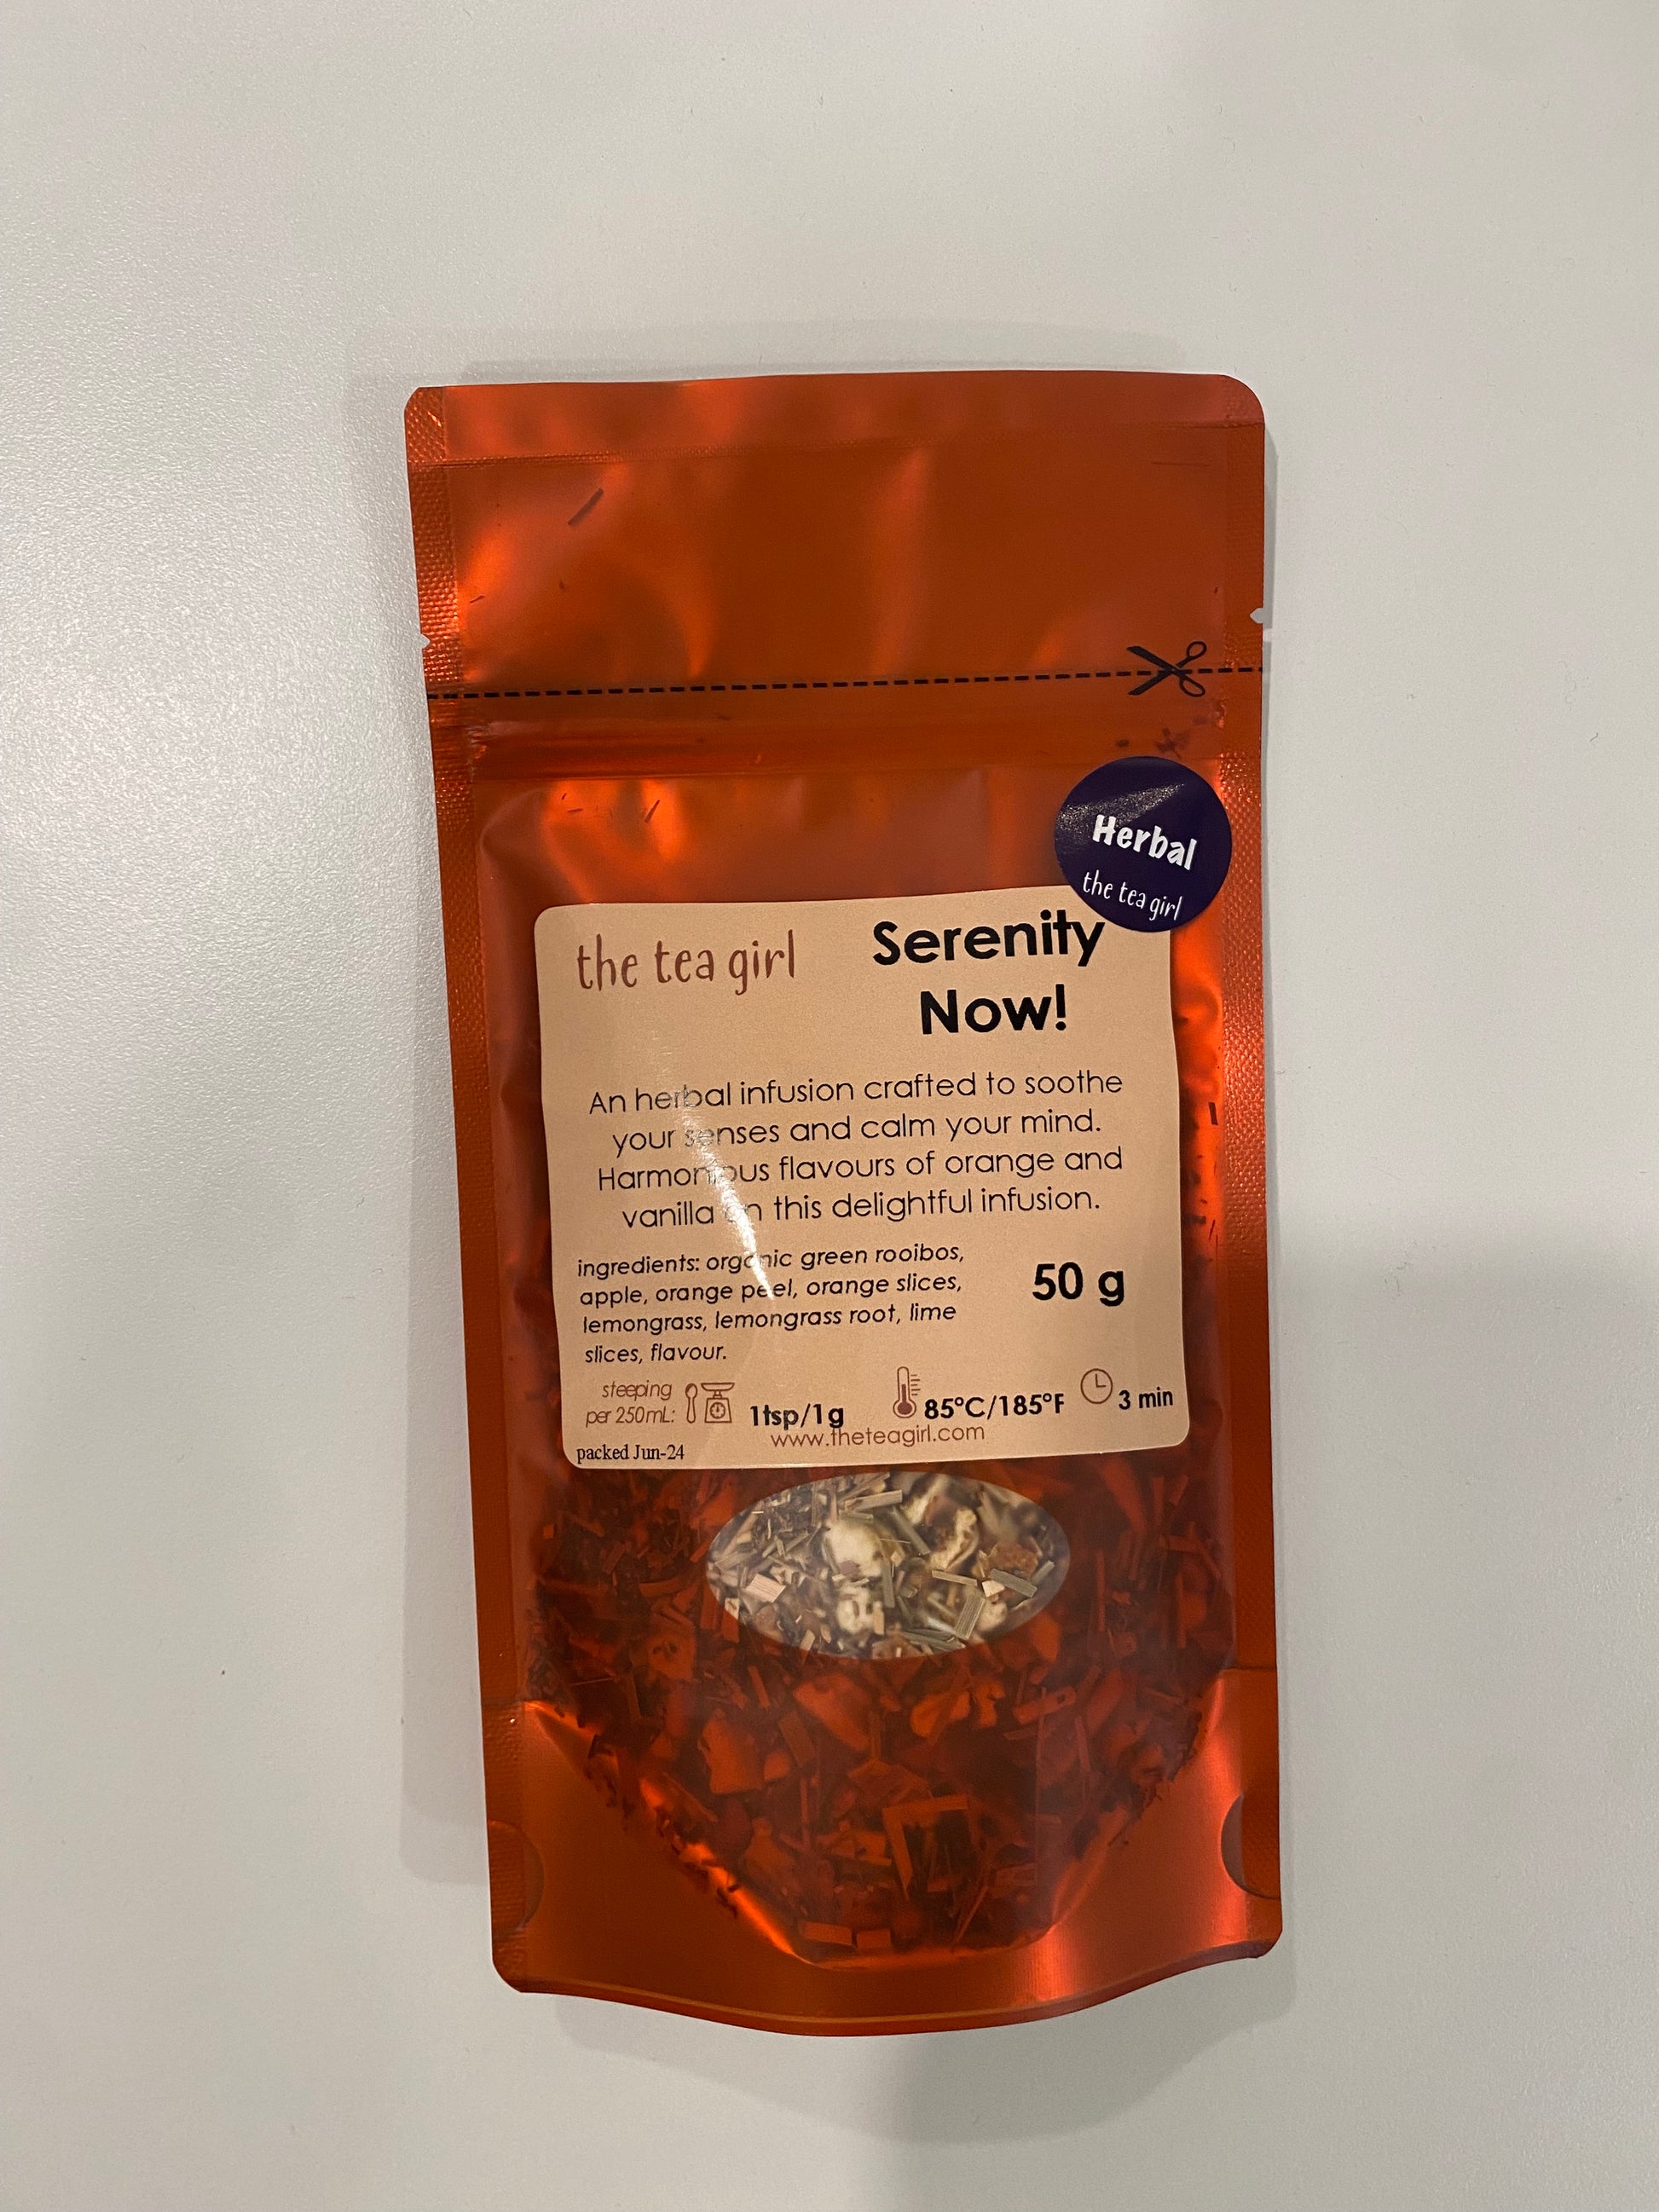 Herbal
the tea girl
the tea girl
Serenity
Now!
An herbal infusion crafted to soothe
your senses and calm your mind.
Harmonious flavours of orange and
vanilla in this delightful infusion.
ingredients: organic green rooibos,
apple, orange peel, orange slices,
lemongrass, lemongrass root, lime
slices, flavour.
50 g
steeping
per 250mL:
1tsp/1g
85°C/185°F
3 min
www.theteagirl.com
packed Jun-24